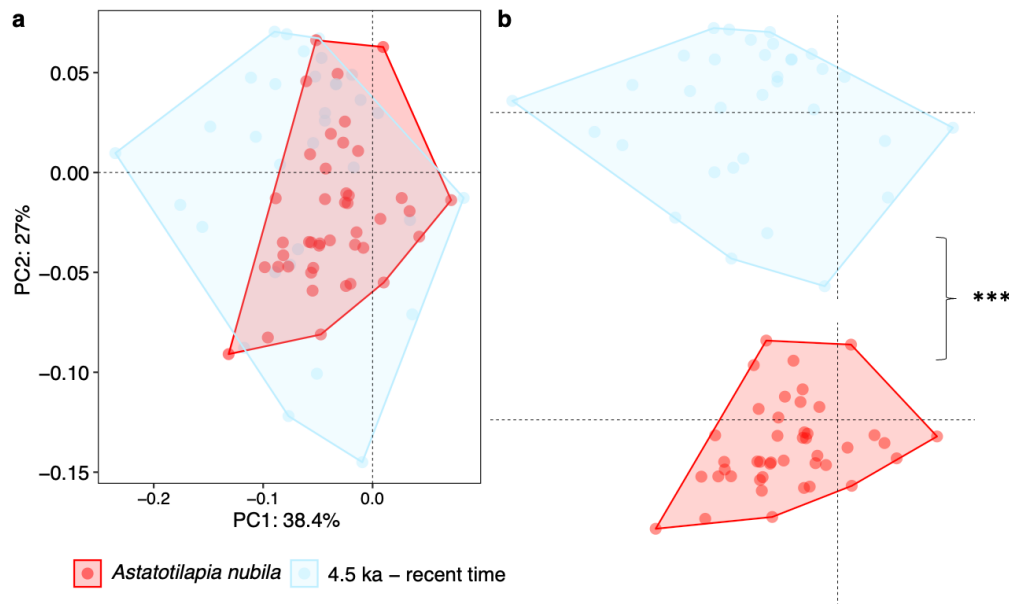 a
b
0.05
0.00
−0.05
−0.10
−0.15
PC2: 27%
−0.2
−0.1
0.0
PC1: 38.4%
***
Astatotilapia nubila
4.5 ka – recent time